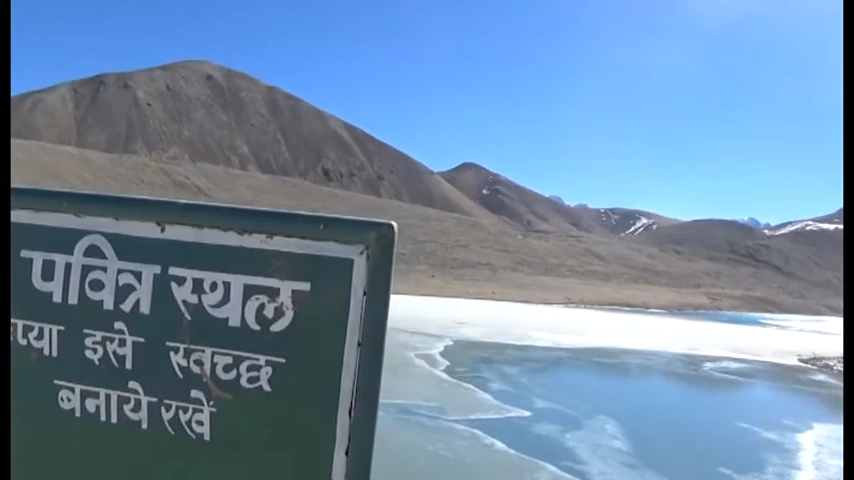 पवित्र स्थल
प्या इसे स्वच्छ
बनाये रखें